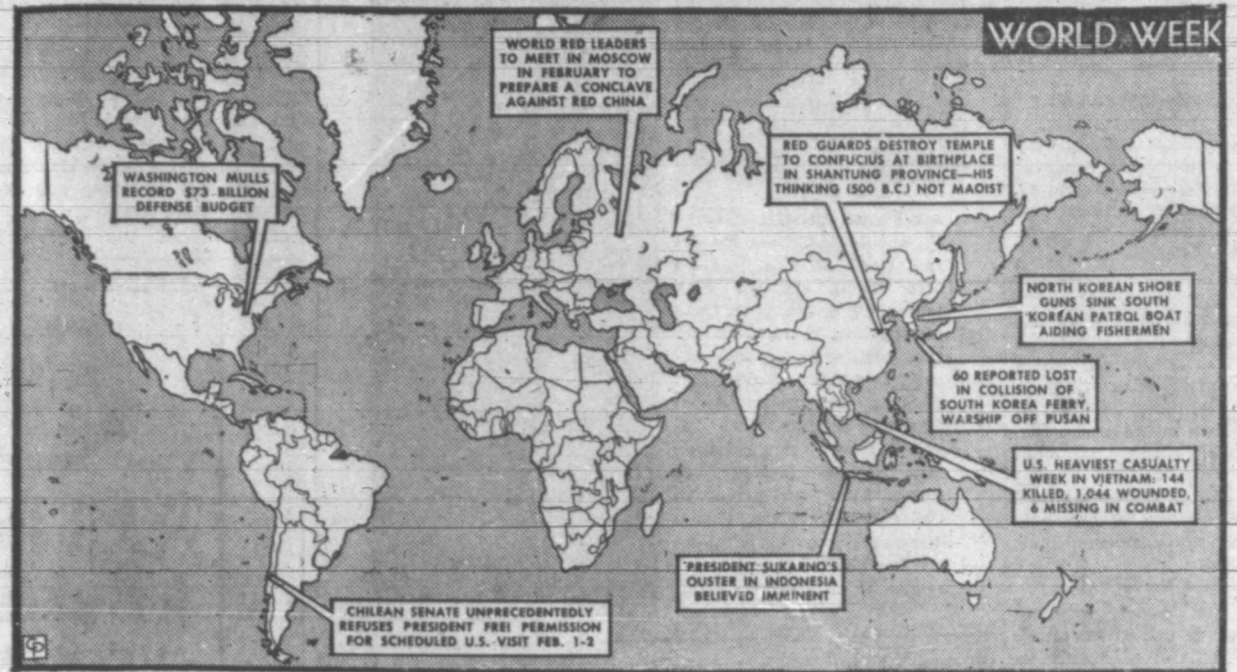 WORLD WEEK
WORLD RED LEADERS
TO MEET IN MOSCOW
IN FEBRUARY TO
PREPARE A CONCLAVE
AGAINST RED CHINA
RED GUARDS DESTROY TEMPLE
TO CONFUCIUS AT BIRTHPLACE
IN SHANTUNG PROVINCE—HIS
THINKING (500 B.C.) NOT MAOIST
WASHINGTON MULLS
RECORD $73 BILLION
DEFENSE BUDGET
NORTH KOREAN SHORE
GUNS SINK SOUTH
KOREAN PATROL BOAT
AIDING FISHERMEN
60 REPORTED LOST
IN COLLISION OF
SOUTH KOREA FERRY,
WARSHIP OFF PUSAN
U.S. HEAVIEST CASUALTY
WEEK IN VIETNAM: 144
KILLED, 1,044 WOUNDED,
6 MISSING IN COMBAT
PRESIDENT SUKARNO'S
OUSTER IN INDONESIA
BELIEVED IMMINENT
CHILEAN SENATE UNPRECEDENTEDLY
REFUSES PRESIDENT FREI PERMISSION
FOR SCHEDULED U.S. VISIT FEB. 1-2
CP